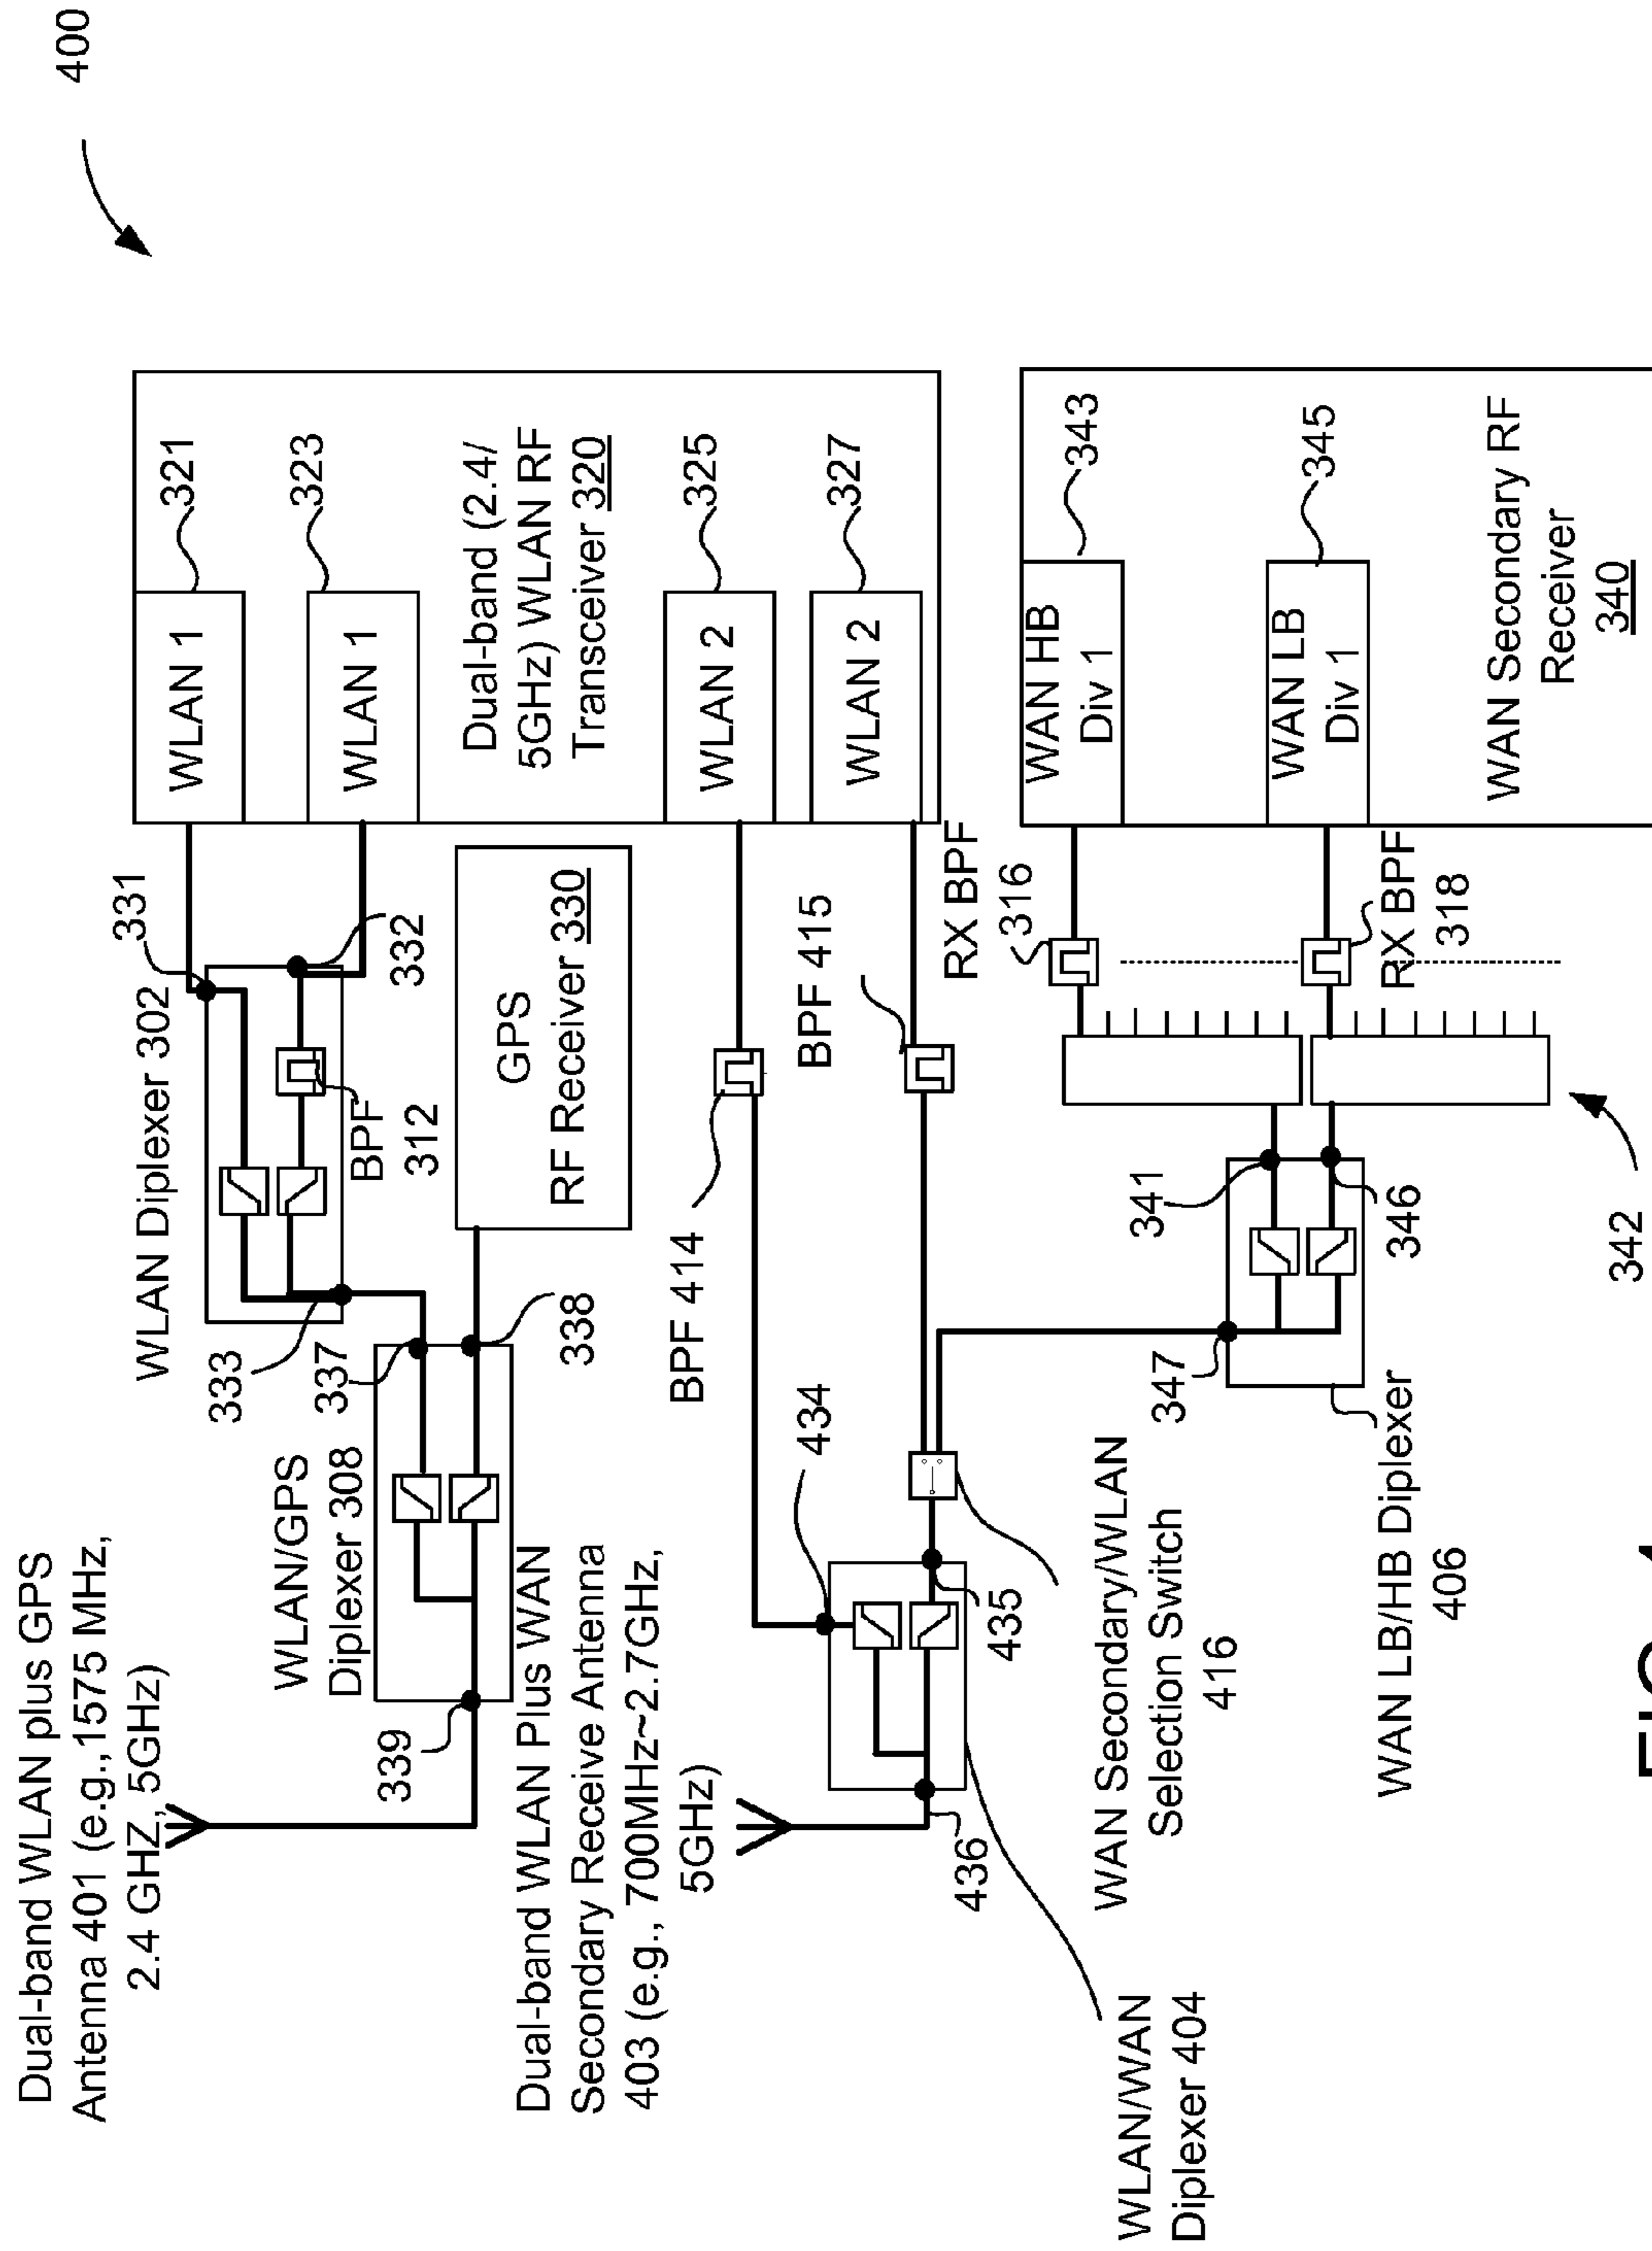 400
Dual-band WLAN plus GPS
Antenna 401 (e.g.,1575 MHz,
2.4 GHZ, 5GHz)
WLAN/GPS
Diplexer 308
339
337
338
333
WLAN Diplexer 302
331
332
BPF
312
GPS
RF Receiver 330
WLAN 1
321
WLAN 1
323
Dual-band (2.4/
5GHz) WLAN RF
Transceiver 320
WLAN 2
325
WLAN 2
327
Dual-band WLAN Plus WAN
Secondary Receive Antenna
403 (e.g., 700MHz~2.7GHz,
5GHz)
436
434
435
BPF 414
BPF 415
WLAN/WAN
Diplexer 404
WAN Secondary/WLAN
Selection Switch
416
347
341
346
WAN LB/HB Diplexer
406
342
RX BPF
316
RX BPF
318
WAN HB
Div 1
343
WAN LB
Div 1
345
WAN Secondary RF
Receiver
340